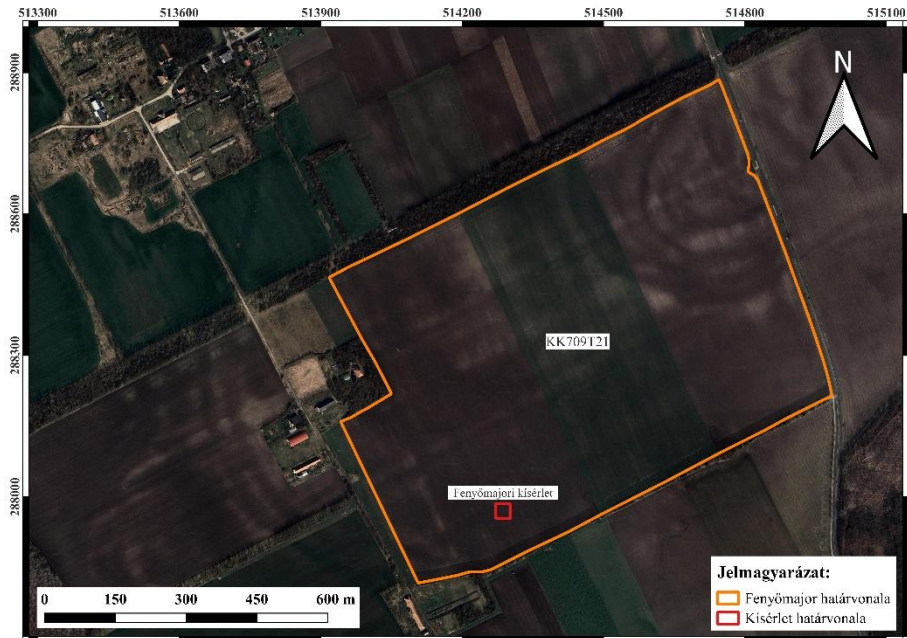 513300 513600 513900 514200 514500 514800 515100
288900
288600
288300
288000
N
KK709T21
Fenyőmajori kísérlet
Jelmagyarázat:
Fenyőmajor határvonala
Kísérlet határvonala
0 150 300 450 600 m